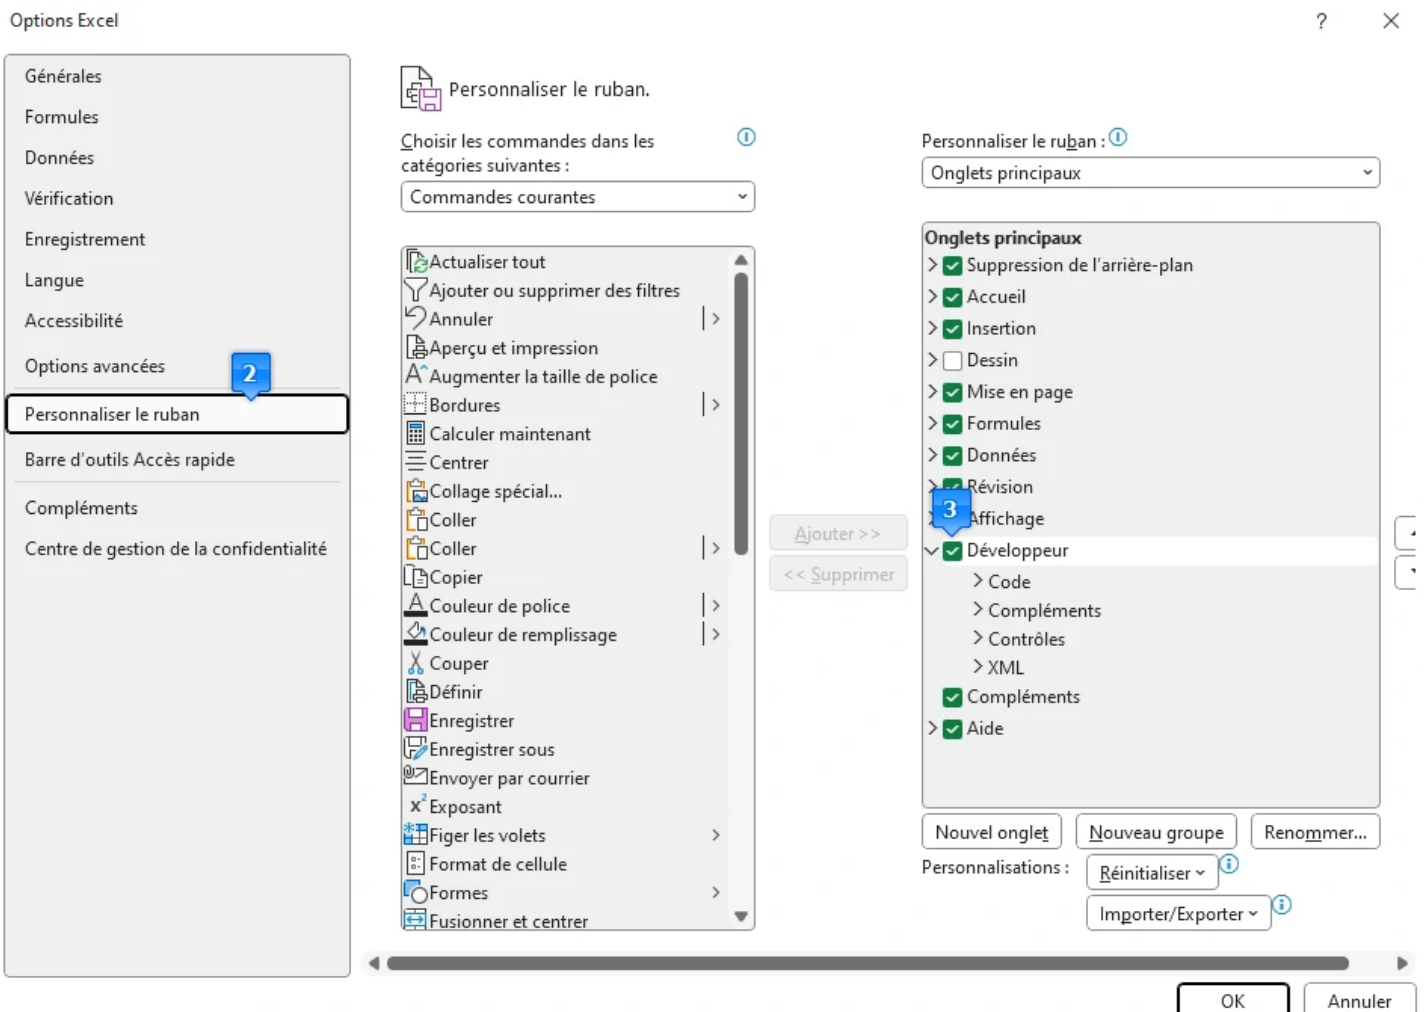 Options Excel
?
Générales
Formules
Données
Vérification
Enregistrement
Langue
Accessibilité
Options avancées
2
Personnaliser le ruban
Barre d'outils Accès rapide
Compléments
Centre de gestion de la confidentialité
Personnaliser le ruban.
Choisir les commandes dans les
catégories suivantes :
Commandes courantes
Actualiser tout
Ajouter ou supprimer des filtres
Annuler
Aperçu et impression
Augmenter la taille de police
Bordures
Calculer maintenant
Centrer
Collage spécial...
Coller
Coller
Copier
Couleur de police
Couleur de remplissage
Couper
Définir
Enregistrer
Enregistrer sous
Envoyer par courrier
Exposant
Figer les volets
Format de cellule
Formes
Fusionner et centrer
Ajouter >>
<< Supprimer
Personnaliser le ruban :
Onglets principaux
Onglets principaux
Suppression de l'arrière-plan
Accueil
Insertion
Dessin
Mise en page
Formules
Données
Révision
3
Affichage
Développeur
Code
Compléments
Contrôles
XML
Compléments
Aide
Nouvel onglet
Nouveau groupe
Renommer...
Personnalisations :
Réinitialiser
Importer/Exporter
OK
Annuler